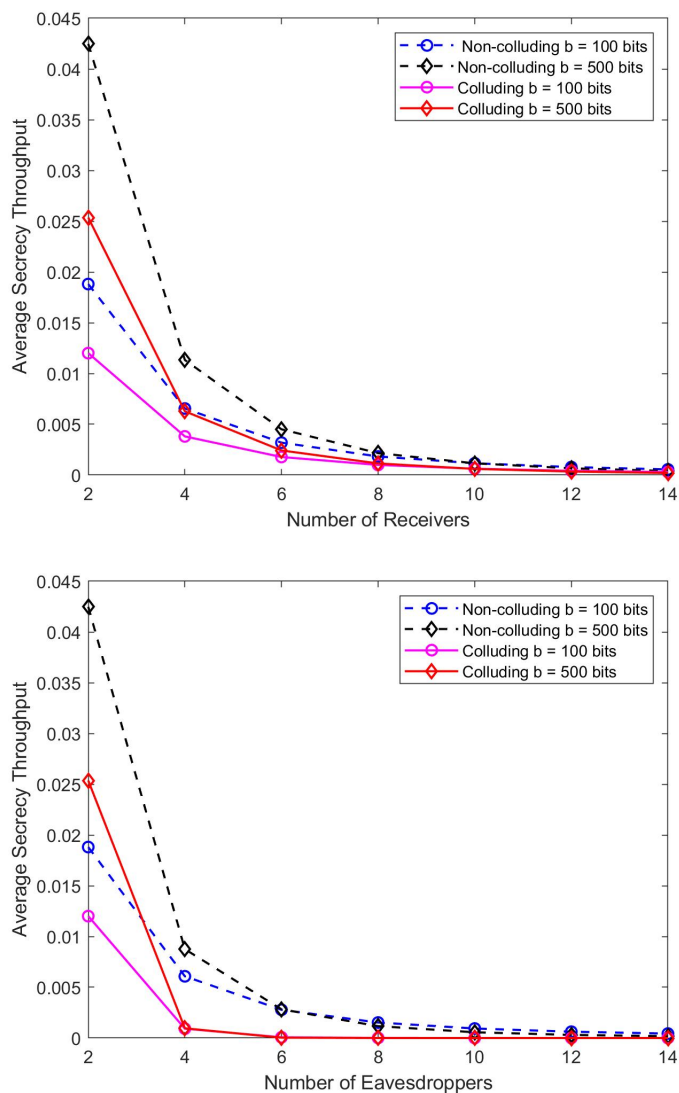 0.045
0.04
0.035
0.03
0.025
0.02
0.015
0.01
0.005
0
Average Secrecy Throughput
Non-colluding b = 100 bits
Non-colluding b = 500 bits
Colluding b = 100 bits
Colluding b = 500 bits
2 4 6 8 10 12 14
Number of Receivers
0.045
0.04
0.035
0.03
0.025
0.02
0.015
0.01
0.005
0
Average Secrecy Throughput
Non-colluding b = 100 bits
Non-colluding b = 500 bits
Colluding b = 100 bits
Colluding b = 500 bits
2 4 6 8 10 12 14
Number of Eavesdroppers